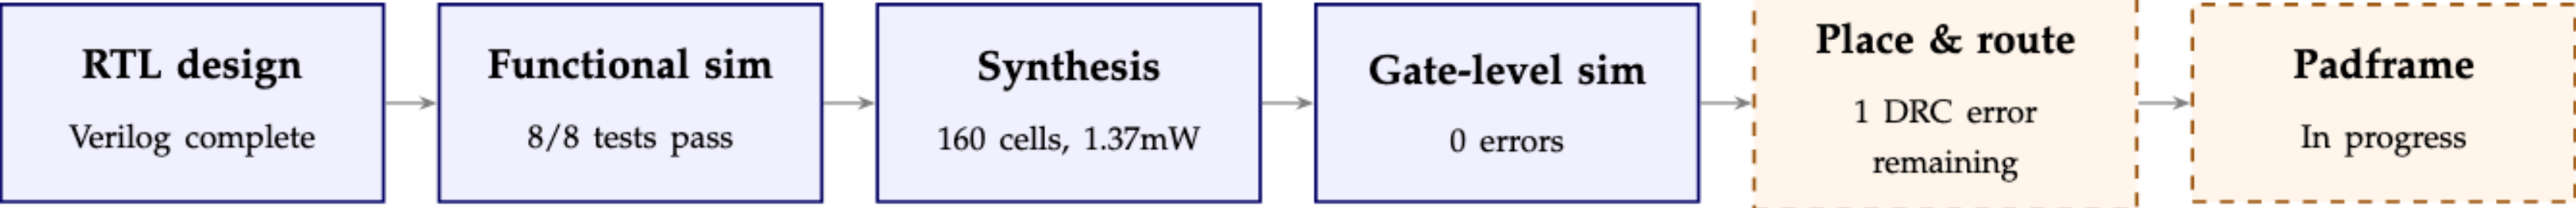 RTL design
Verilog complete
Functional sim
8/8 tests pass
Synthesis
160 cells, 1.37mW
Gate-level sim
0 errors
Place & route
1 DRC error
remaining
Padframe
In progress